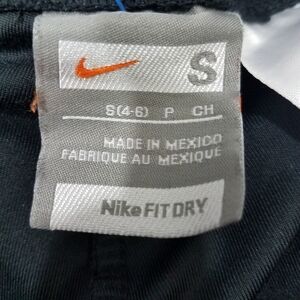 S
S(4-6) P CH
MADE IN MEXICO
FABRIQUE AU MEXIQUE
Nike FIT DRY